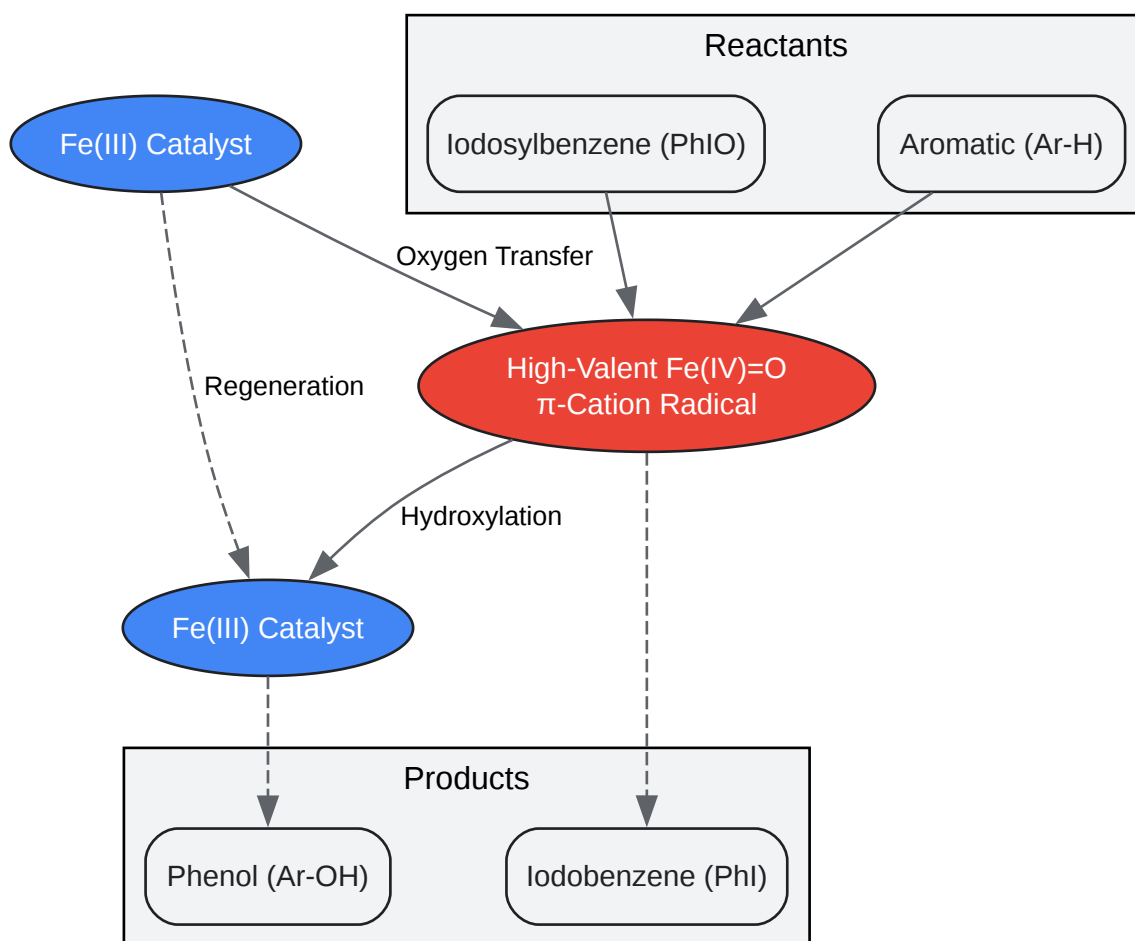 Reactants
Fe(III) Catalyst
Iodosylbenzene (PhIO)
Aromatic (Ar-H)
Oxygen Transfer
High-Valent Fe(IV)=O
π-Cation Radical
Regeneration
Hydroxylation
Fe(III) Catalyst
Products
Phenol (Ar-OH)
Iodobenzene (PhI)